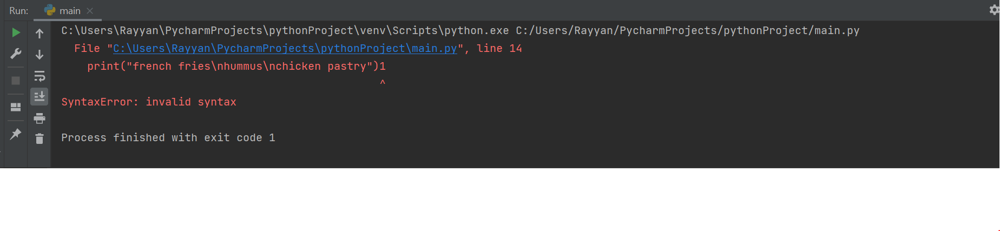 Run: main
C:\Users\Rayyan\PycharmProjects\pythonProject\venv\Scripts\python.exe C:/Users/Rayyan/PycharmProjects/pythonProject/main.py
File "C:\Users\Rayyan\PycharmProjects\pythonProject\main.py", line 14
print("french fries\nhummus\nchicken pastry")1
^
SyntaxError: invalid syntax
Process finished with exit code 1